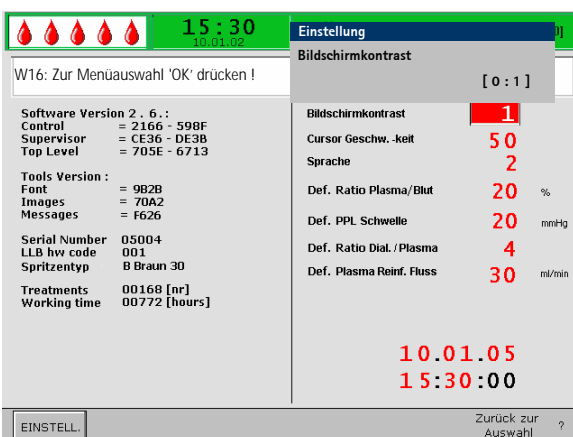 15:30
10.01.02
Einstellung
Bildschirmkontrast
[0:1]
W16: Zur Menüauswahl 'OK' drücken !
Software Version 2 . 6 .:
Control = 2166 - 598F
Supervisor = CE36 - DE3B
Top Level = 705E - 6713
Tools Version :
Font = 9B2B
Images = 70A2
Messages = F626
Serial Number 05004
LLB hw code 001
Spritzentyp B Braun 30
Treatments 00168 [nr]
Working time 00772 [hours]
Bildschirmkontrast 1
Cursor Geschw. -keit 50
Sprache 2
Def. Ratio Plasma/Blut 20 %
Def. PPL Schwelle 20 mmHg
Def. Ratio Dial. /Plasma 4
Def. Plasma Reinf. Fluss 30 ml/min
10.01.05
15:30:00
EINSTELL.
Zurück zur
Auswahl
?